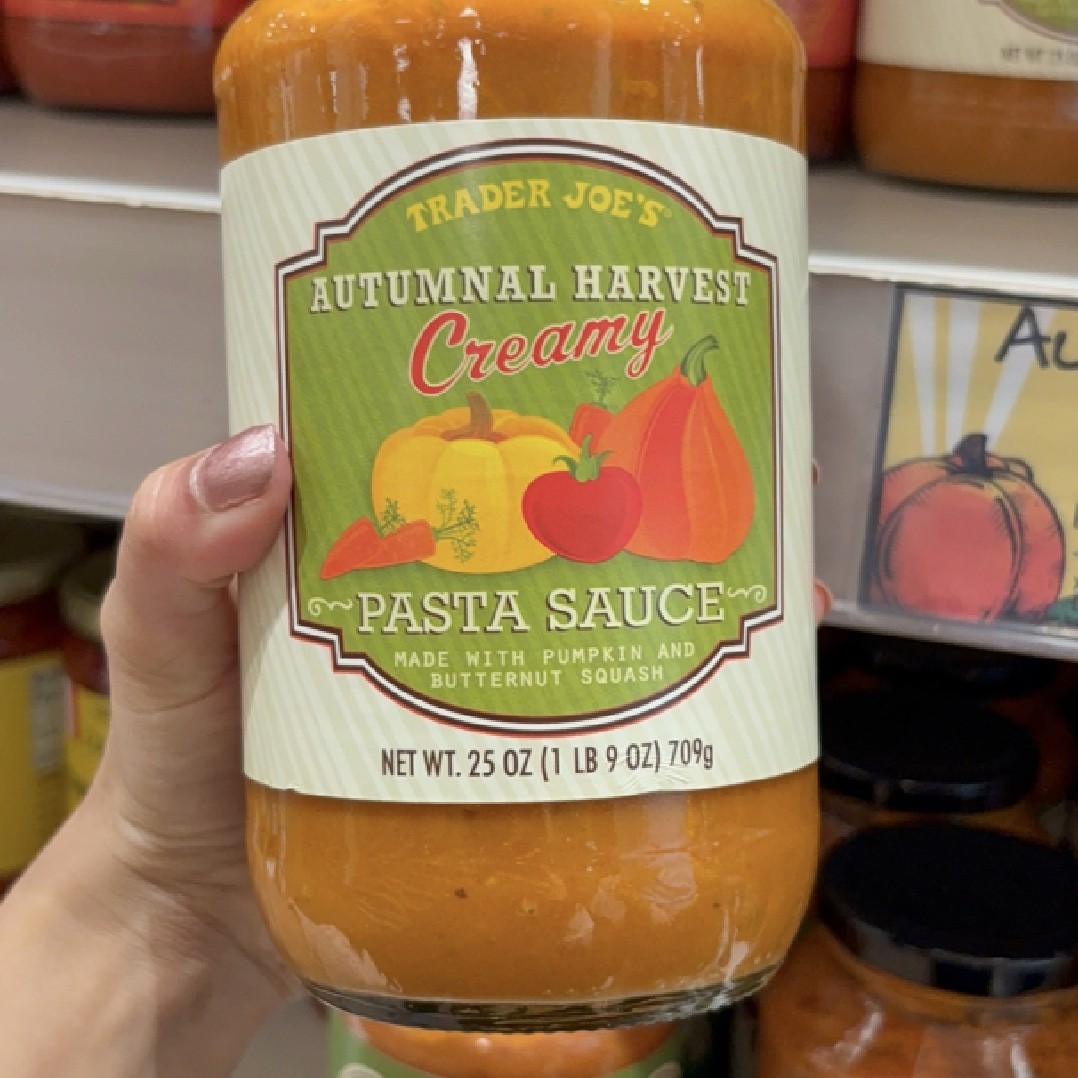 TRADER JOE'S
AUTUMNAL HARVEST
Creamy
PASTA SAUCE
MADE WITH PUMPKIN AND
BUTTERNUT SQUASH
NET WT. 25 OZ (1 LB 9 OZ) 709g
Au